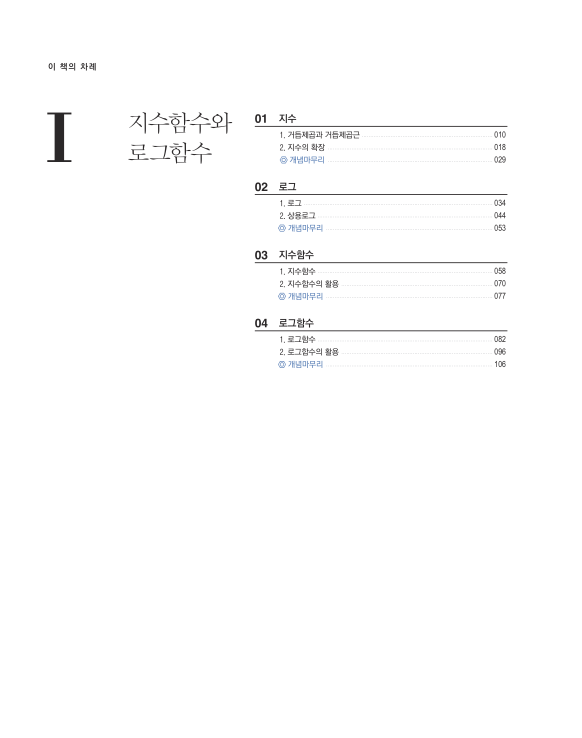 이 책의 차례
I
지수함수와
로그함수
01 지수
1. 거듭제곱과 거듭제곱근 010
2. 지수의 확장 018
◎ 개념마무리 029
02 로그
1. 로그 034
2. 상용로그 044
◎ 개념마무리 053
03 지수함수
1. 지수함수 058
2. 지수함수의 활용 070
◎ 개념마무리 077
04 로그함수
1. 로그함수 082
2. 로그함수의 활용 096
◎ 개념마무리 106